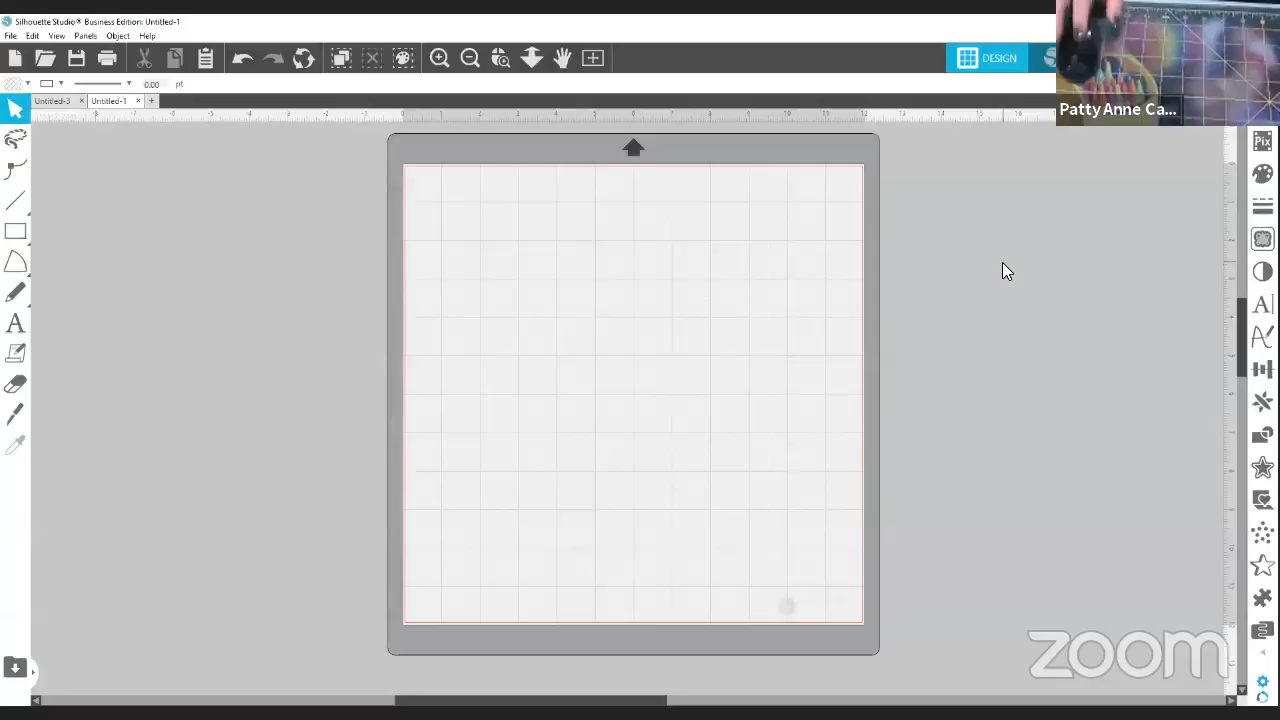 Silhouette Studio® Business Edition: Untitled-1
File Edit View Panels Object Help
DESIGN
0.00 pt
Untitled-3 × Untitled-1 × +
Patty Anne Ca...
Pix
A
A
zoom